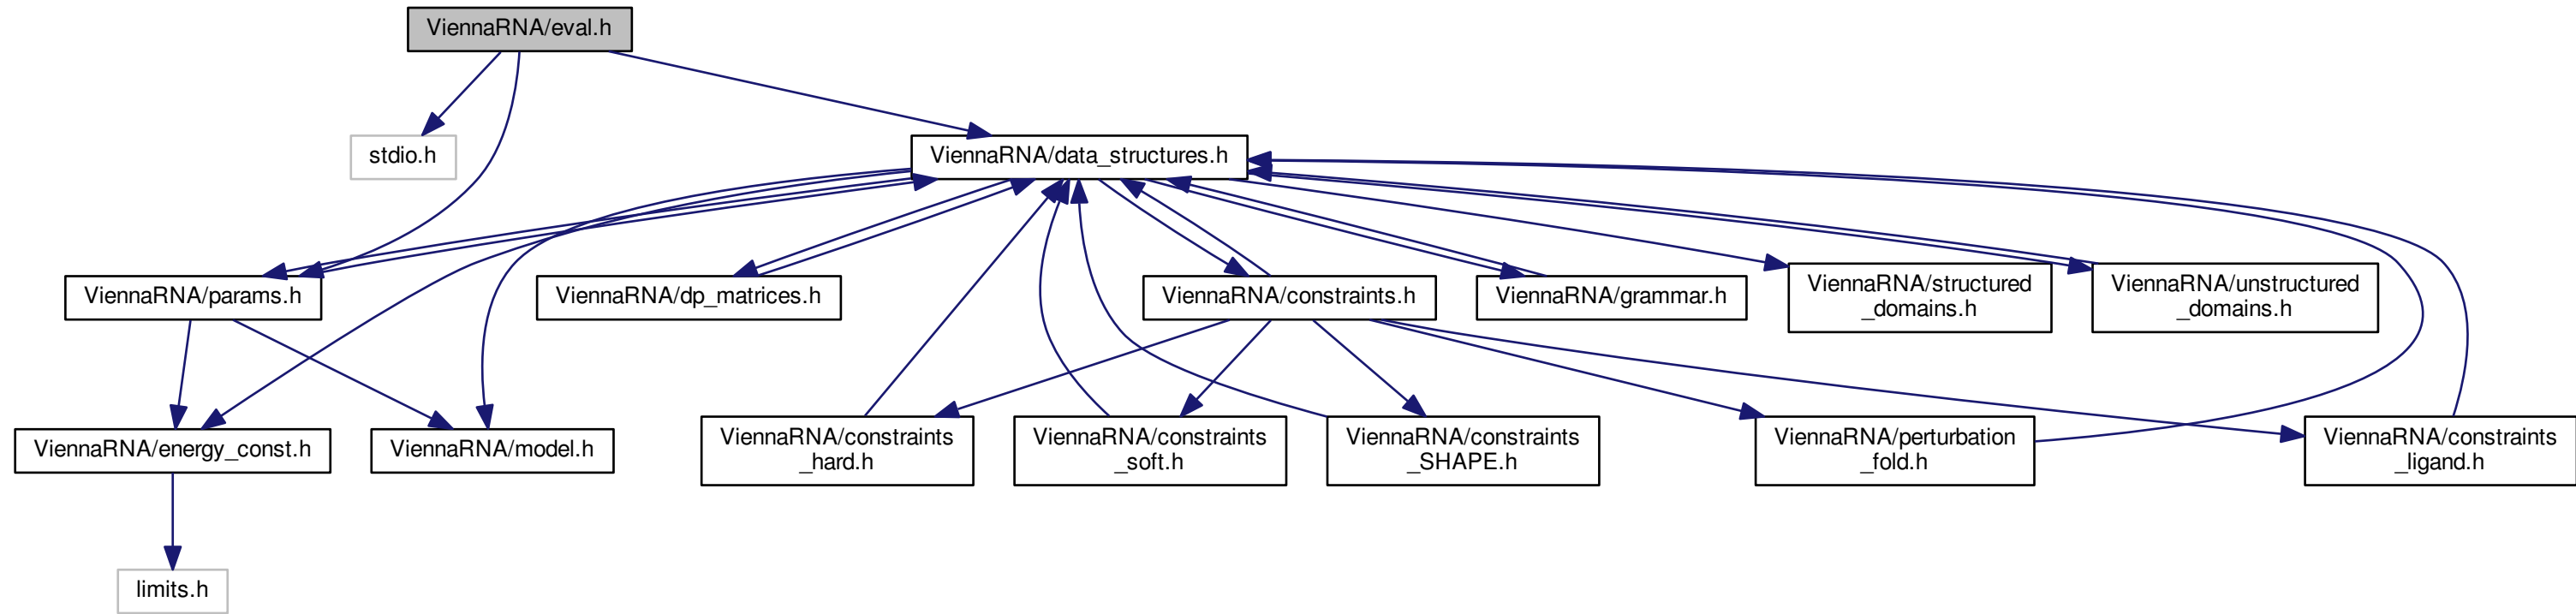 ViennaRNA/eval.h
stdio.h
ViennaRNA/data_structures.h
ViennaRNA/params.h
ViennaRNA/dp_matrices.h
ViennaRNA/constraints.h
ViennaRNA/grammar.h
ViennaRNA/structured
_domains.h
ViennaRNA/unstructured
_domains.h
ViennaRNA/energy_const.h
ViennaRNA/model.h
ViennaRNA/constraints
_hard.h
ViennaRNA/constraints
_soft.h
ViennaRNA/constraints
_SHAPE.h
ViennaRNA/perturbation
_fold.h
ViennaRNA/constraints
_ligand.h
limits.h